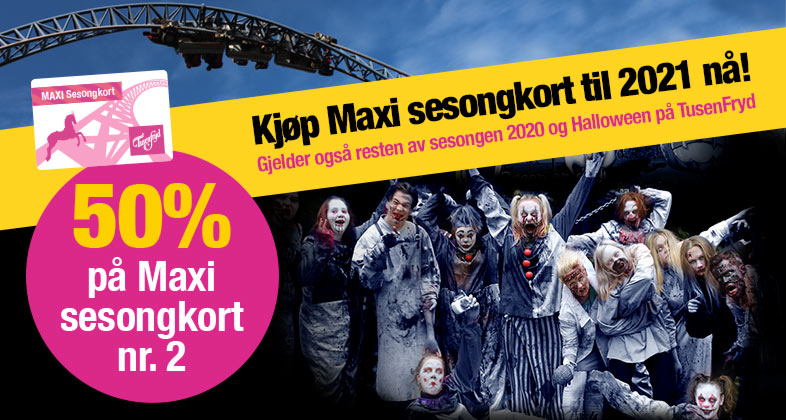 MAXI Sesongkort
TusenFryd
Kjøp Maxi sesongkort til 2021 nå!
Gjelder også resten av sesongen 2020 og Halloween på TusenFryd
50%
på Maxi
sesongkort
nr. 2